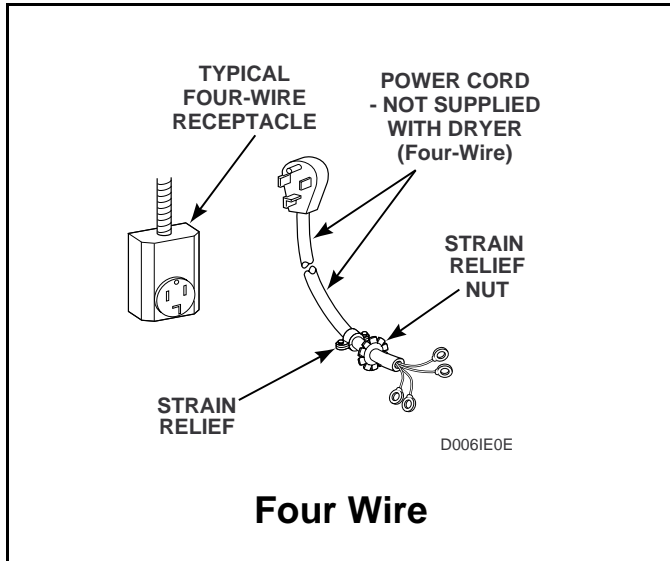 TYPICAL
FOUR-WIRE
RECEPTACLE
POWER CORD
- NOT SUPPLIED
WITH DRYER
(Four-Wire)
STRAIN
RELIEF
NUT
STRAIN
RELIEF
D006IE0E
Four Wire